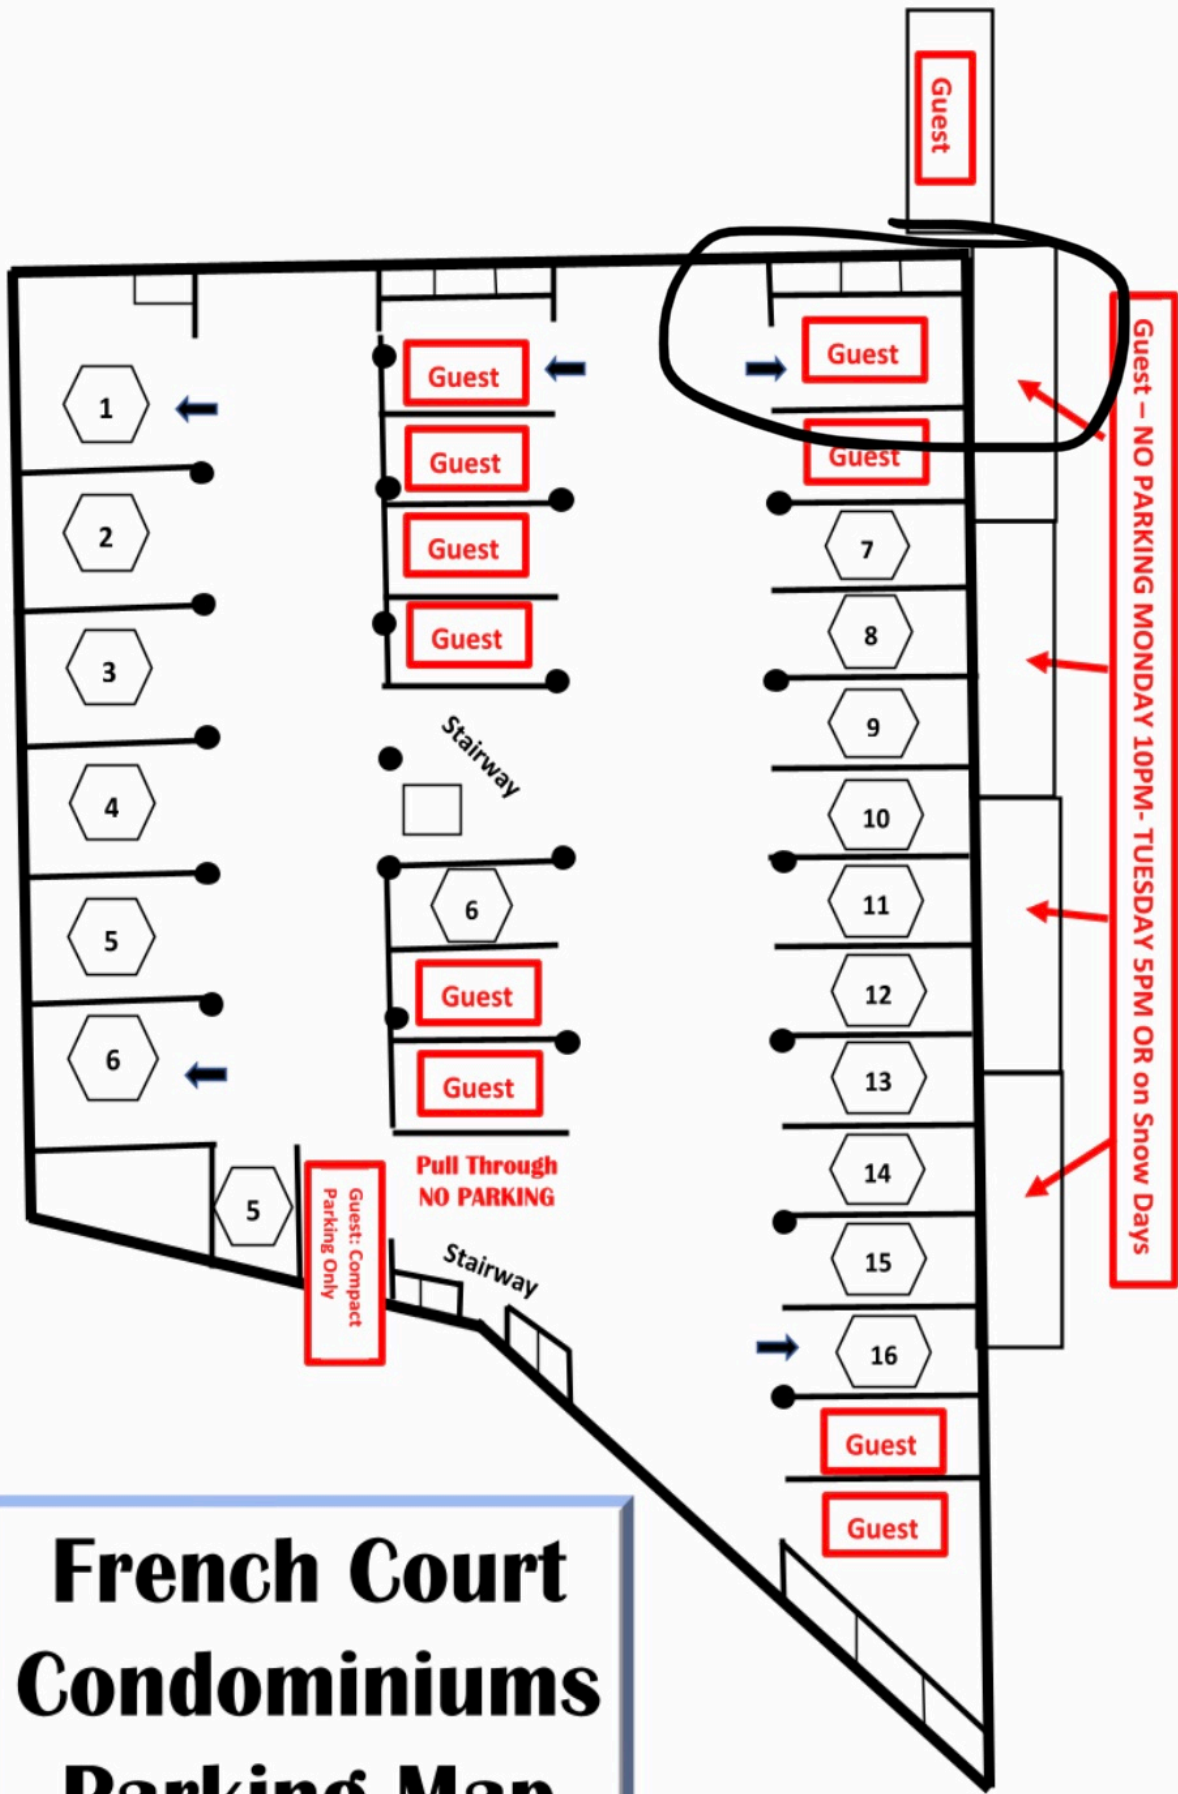 Guest
Guest – NO PARKING MONDAY 10PM- TUESDAY 5PM OR on Snow Days
1
2
3
4
5
6
5
Guest: Compact
Parking Only
Guest
Guest
Guest
Guest
Stairway
6
Guest
Guest
Pull Through
NO PARKING
Stairway
Guest
Guest
7
8
9
10
11
12
13
14
15
16
Guest
Guest
French Court
Condominiums
Parking Map